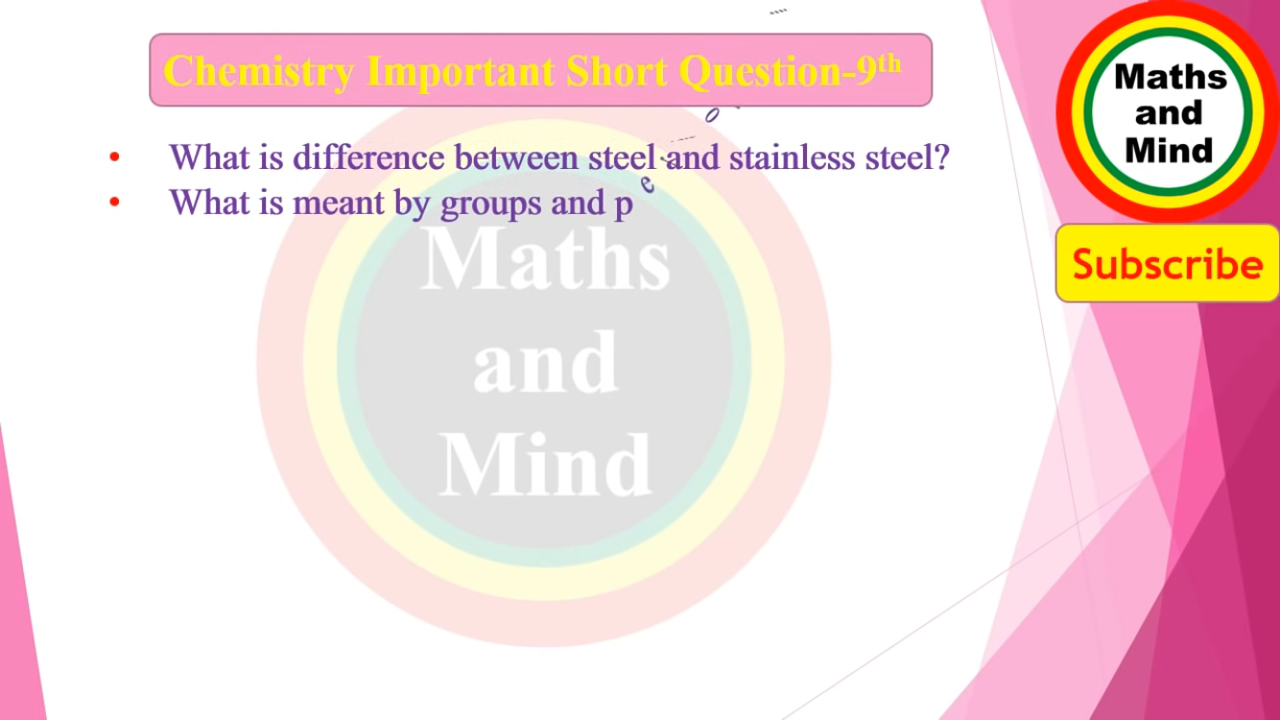 Chemistry Important Short Question-9th
What is difference between steel and stainless steel?
What is meant by groups and p
e
o
Maths
and
Mind
Maths
and
Mind
Subscribe